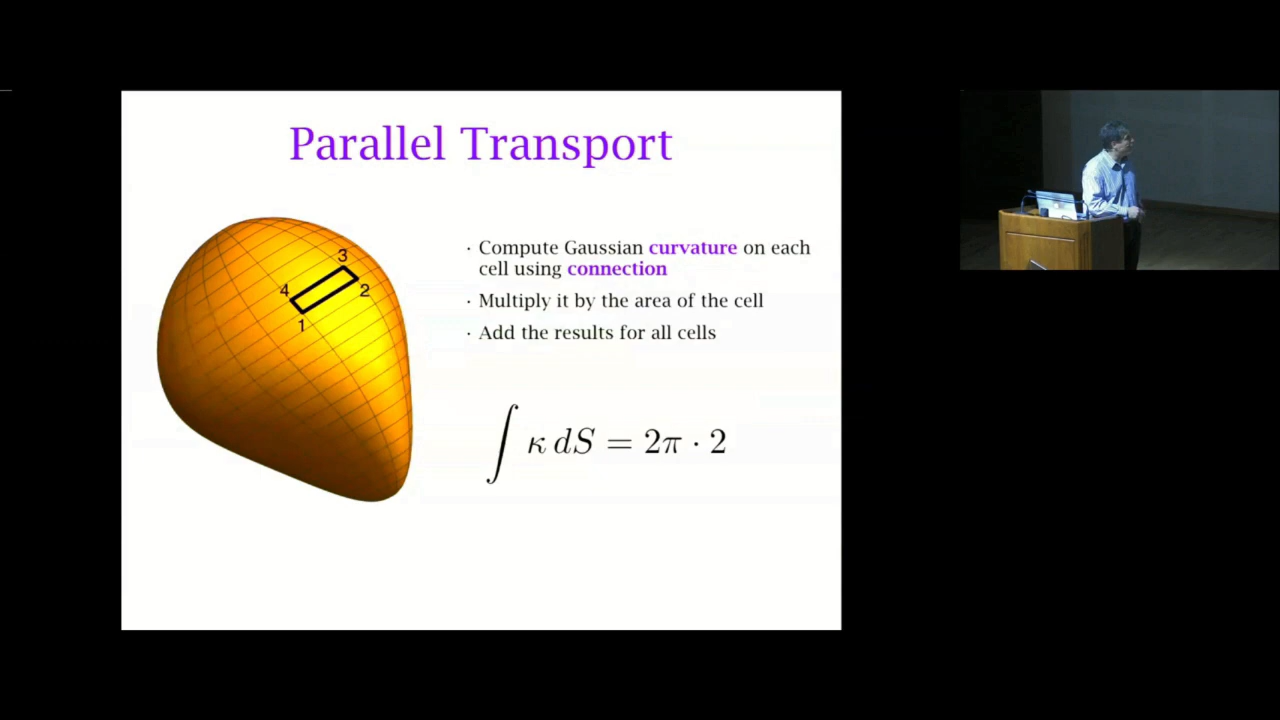 Parallel Transport
· Compute Gaussian curvature on each
cell using connection
· Multiply it by the area of the cell
· Add the results for all cells
3
4
2
1
∫ κ dS = 2π · 2